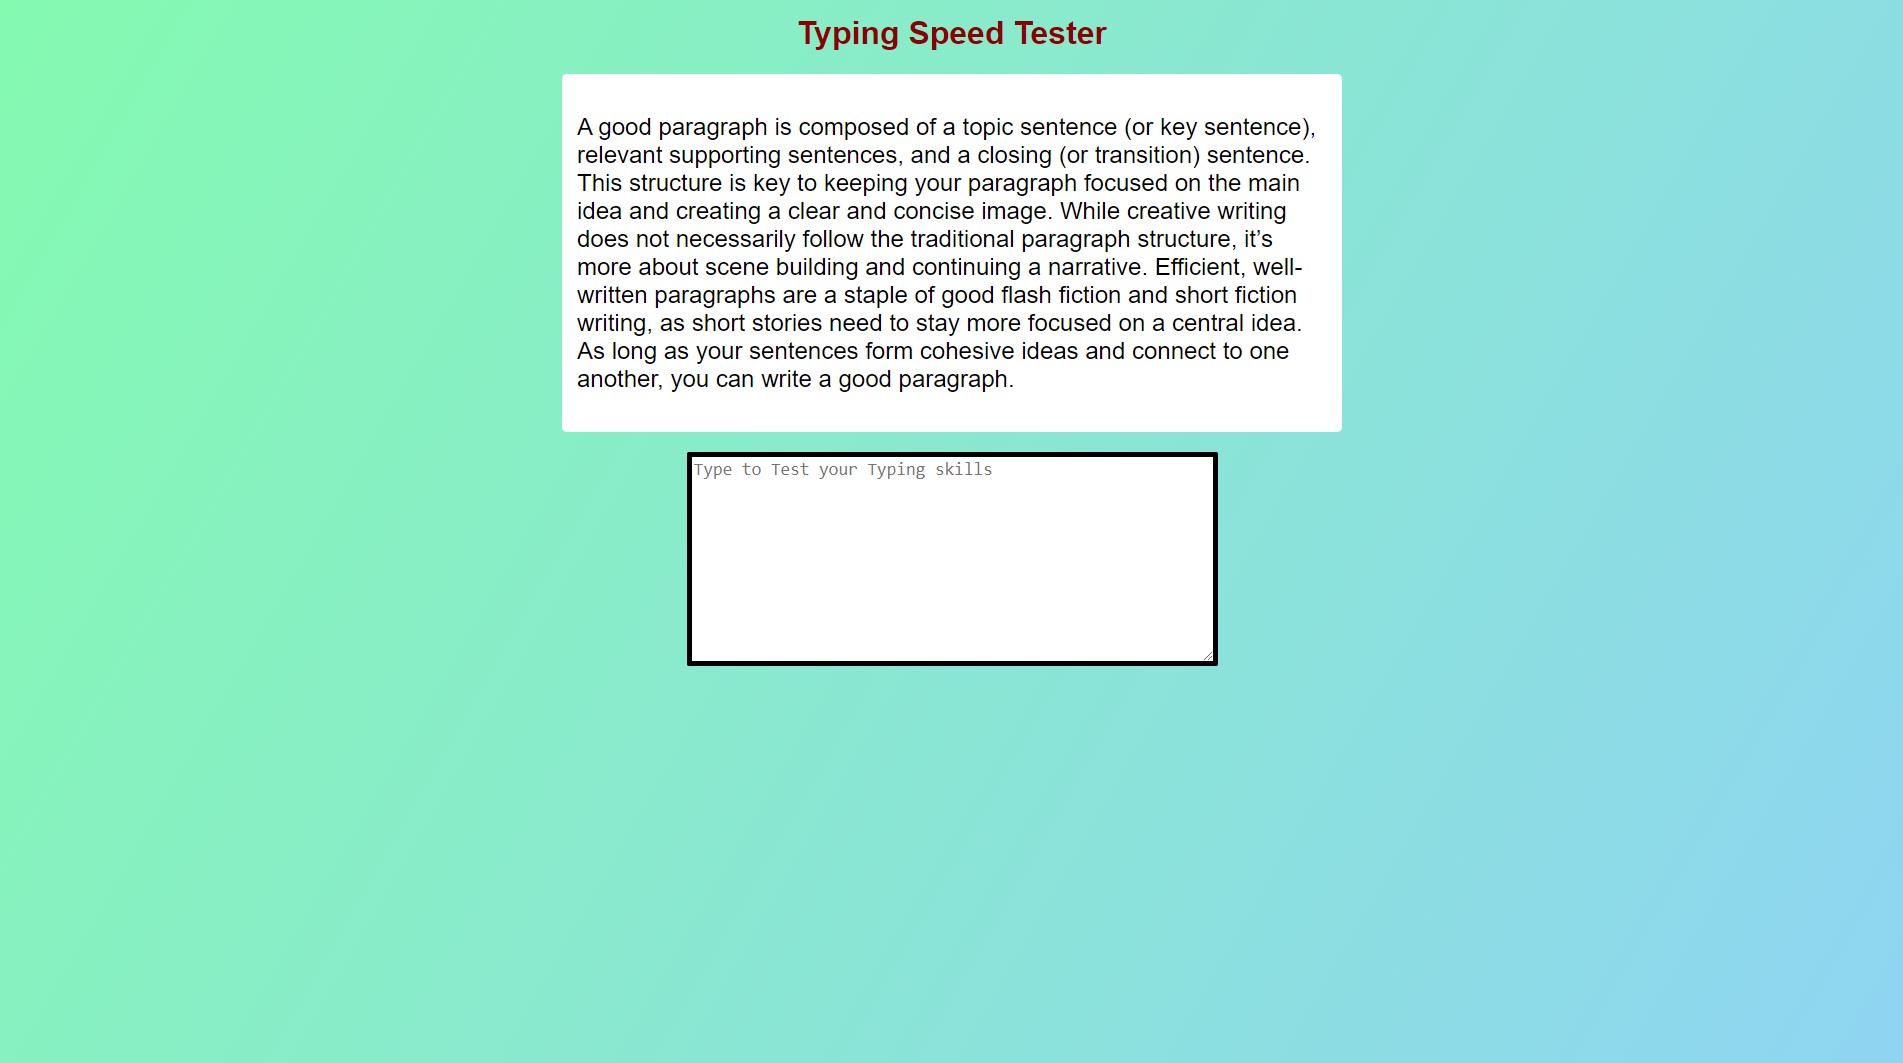 Typing Speed Tester
A good paragraph is composed of a topic sentence (or key sentence),
relevant supporting sentences, and a closing (or transition) sentence.
This structure is key to keeping your paragraph focused on the main
idea and creating a clear and concise image. While creative writing
does not necessarily follow the traditional paragraph structure, it’s
more about scene building and continuing a narrative. Efficient, well-
written paragraphs are a staple of good flash fiction and short fiction
writing, as short stories need to stay more focused on a central idea.
As long as your sentences form cohesive ideas and connect to one
another, you can write a good paragraph.
Type to Test your Typing skills